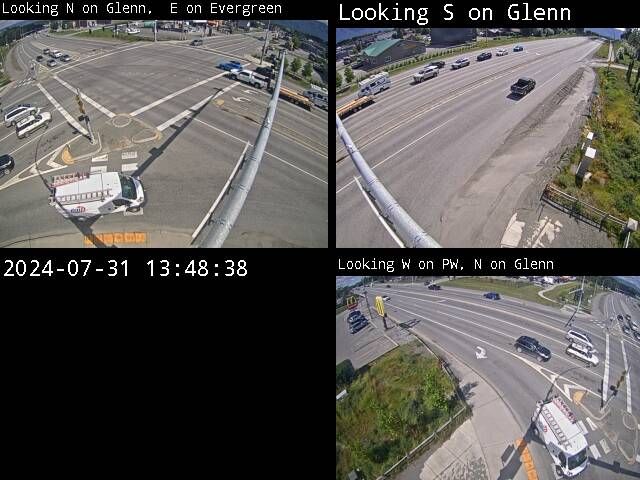 Looking N on Glenn,  E on Evergreen
Looking S on Glenn
2024-07-31 13:48:38
Looking W on PW, N on Glenn